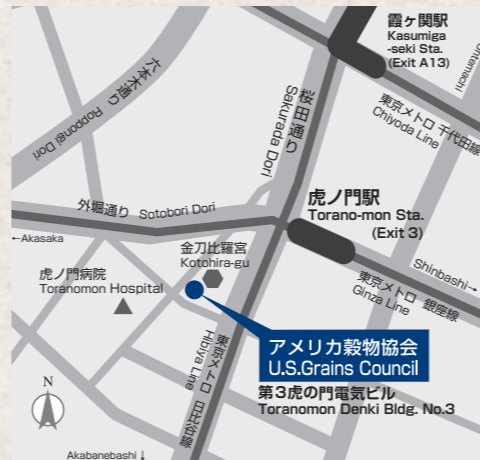 霞ヶ関駅
Kasumiga
-seki Sta.
(Exit A13)
六本木通り
Roppongi Dori
桜田通り
Sakurada Dori
東京メトロ 千代田線
Chiyoda Line
外堀通り Sotobori Dori
虎ノ門駅
Torano-mon Sta.
(Exit 3)
←Akasaka
金刀比羅宮
Kotohira-gu
虎ノ門病院
Toranomon Hospital
Shinbashi→
東京メトロ 銀座線
Ginza Line
アメリカ穀物協会
U.S.Grains Council
東京メトロ 日比谷線
Hibiya Line
第3虎の門電気ビル
Toranomon Denki Bldg. No.3
N
Akabanebashi↓